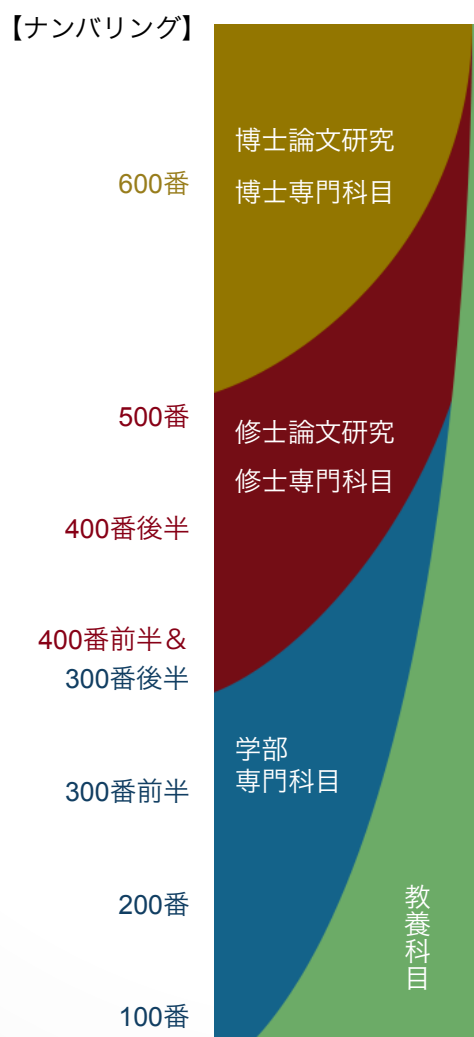 【ナンバリング】
博士論文研究
600番
博士専門科目
500番
修士論文研究
修士専門科目
400番後半
400番前半＆
300番後半
学部
専門科目
300番前半
200番
教養科目
100番